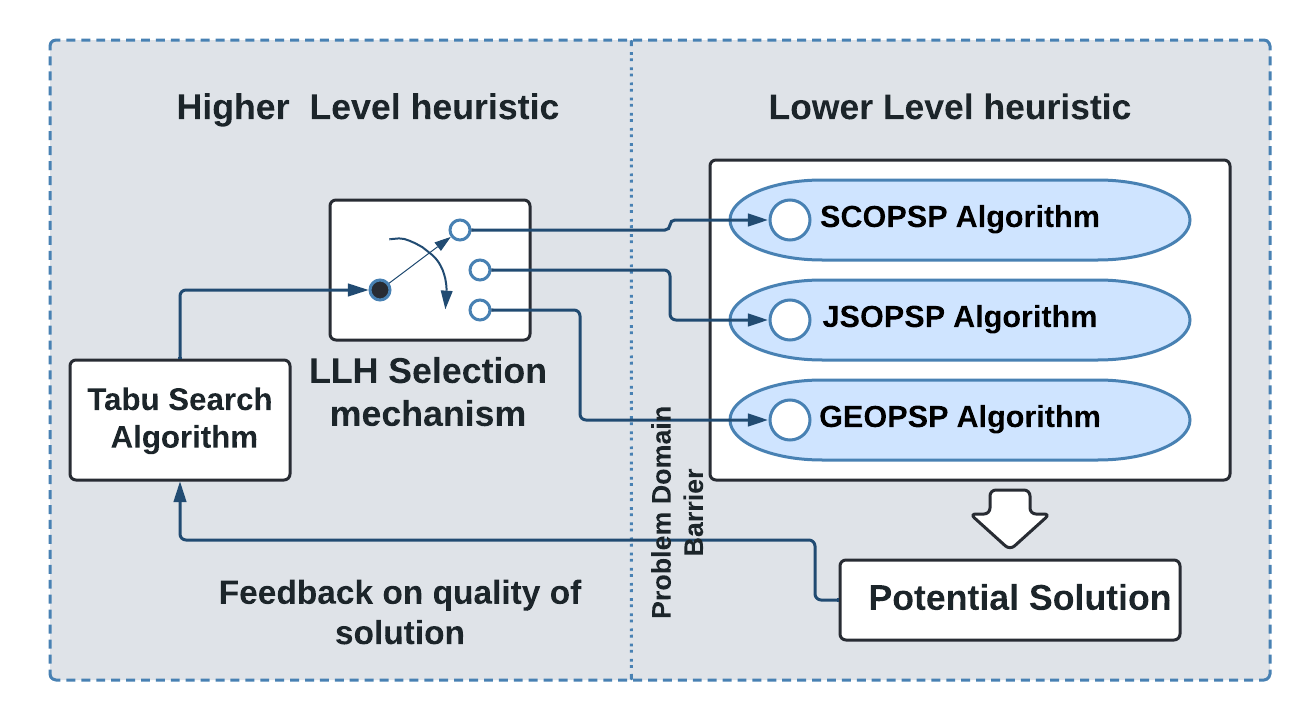 Higher Level heuristic
Lower Level heuristic
SCOPSP Algorithm
JSOPSP Algorithm
GEOPSP Algorithm
LLH Selection
mechanism
Tabu Search
Algorithm
Problem Domain
Barrier
Feedback on quality of
solution
Potential Solution